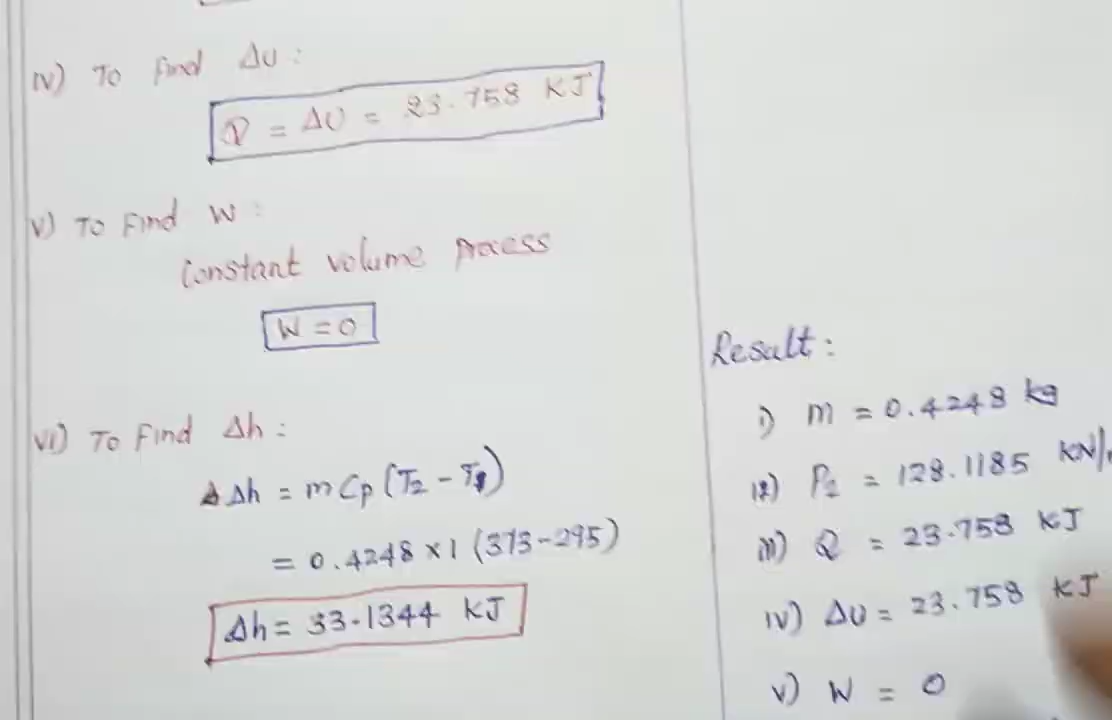 IV) To Find ΔU :
Q = ΔU = 23.758 KJ
V) To Find W :
Constant volume process
W = 0
VI) To Find Δh :
Δh = m Cp (T2 - T1)
= 0.4248 × 1 (373-295)
Δh = 33.1344 KJ
Result :
i) m = 0.4248 kg
ii) P2 = 128.1185 KN/
iii) Q = 23.758 KJ
IV) ΔU = 23.758 KJ
V) W = 0